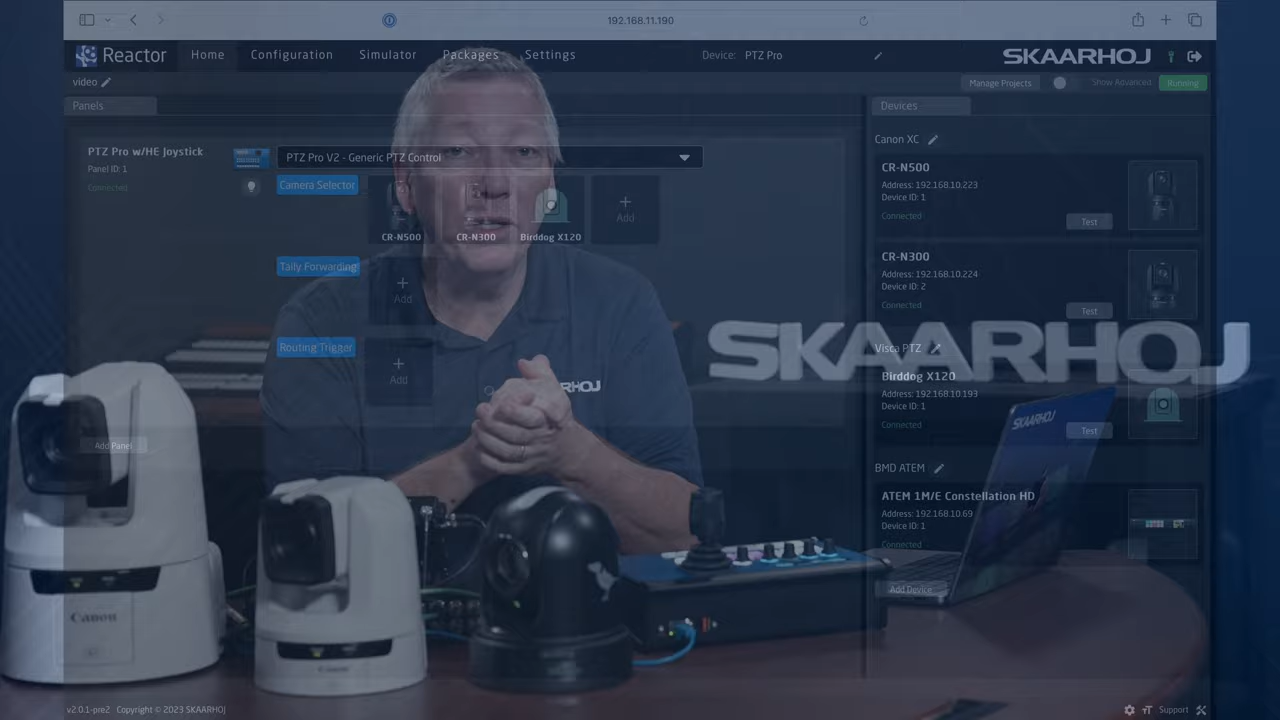 192.168.11.190
Reactor
Home
Configuration
Simulator
Packages
Settings
Device: PTZ Pro
SKAARHOJ
video
Manage Projects
Show Advanced
Running
Panels
Devices
PTZ Pro w/HE Joystick
Panel ID: 1
Connected
PTZ Pro V2 - Generic PTZ Control
Camera Selector
CR-N500
CR-N300
Birddog X120
Add
Tally Forwarding
Add
Routing Trigger
Add
Add Panel
Canon XC
CR-N500
Address: 192.168.10.223
Device ID: 1
Connected
Test
CR-N300
Address: 192.168.10.224
Device ID: 2
Connected
Test
Visca PTZ
Birddog X120
Address: 192.168.10.193
Device ID: 1
Connected
Test
BMD ATEM
ATEM 1M/E Constellation HD
Address: 192.168.10.69
Device ID: 1
Connected
Add Device
SKAARHOJ
SKAARHOJ
Canon
Canon
v2.0.1-pre2 Copyright © 2023 SKAARHOJ
Support